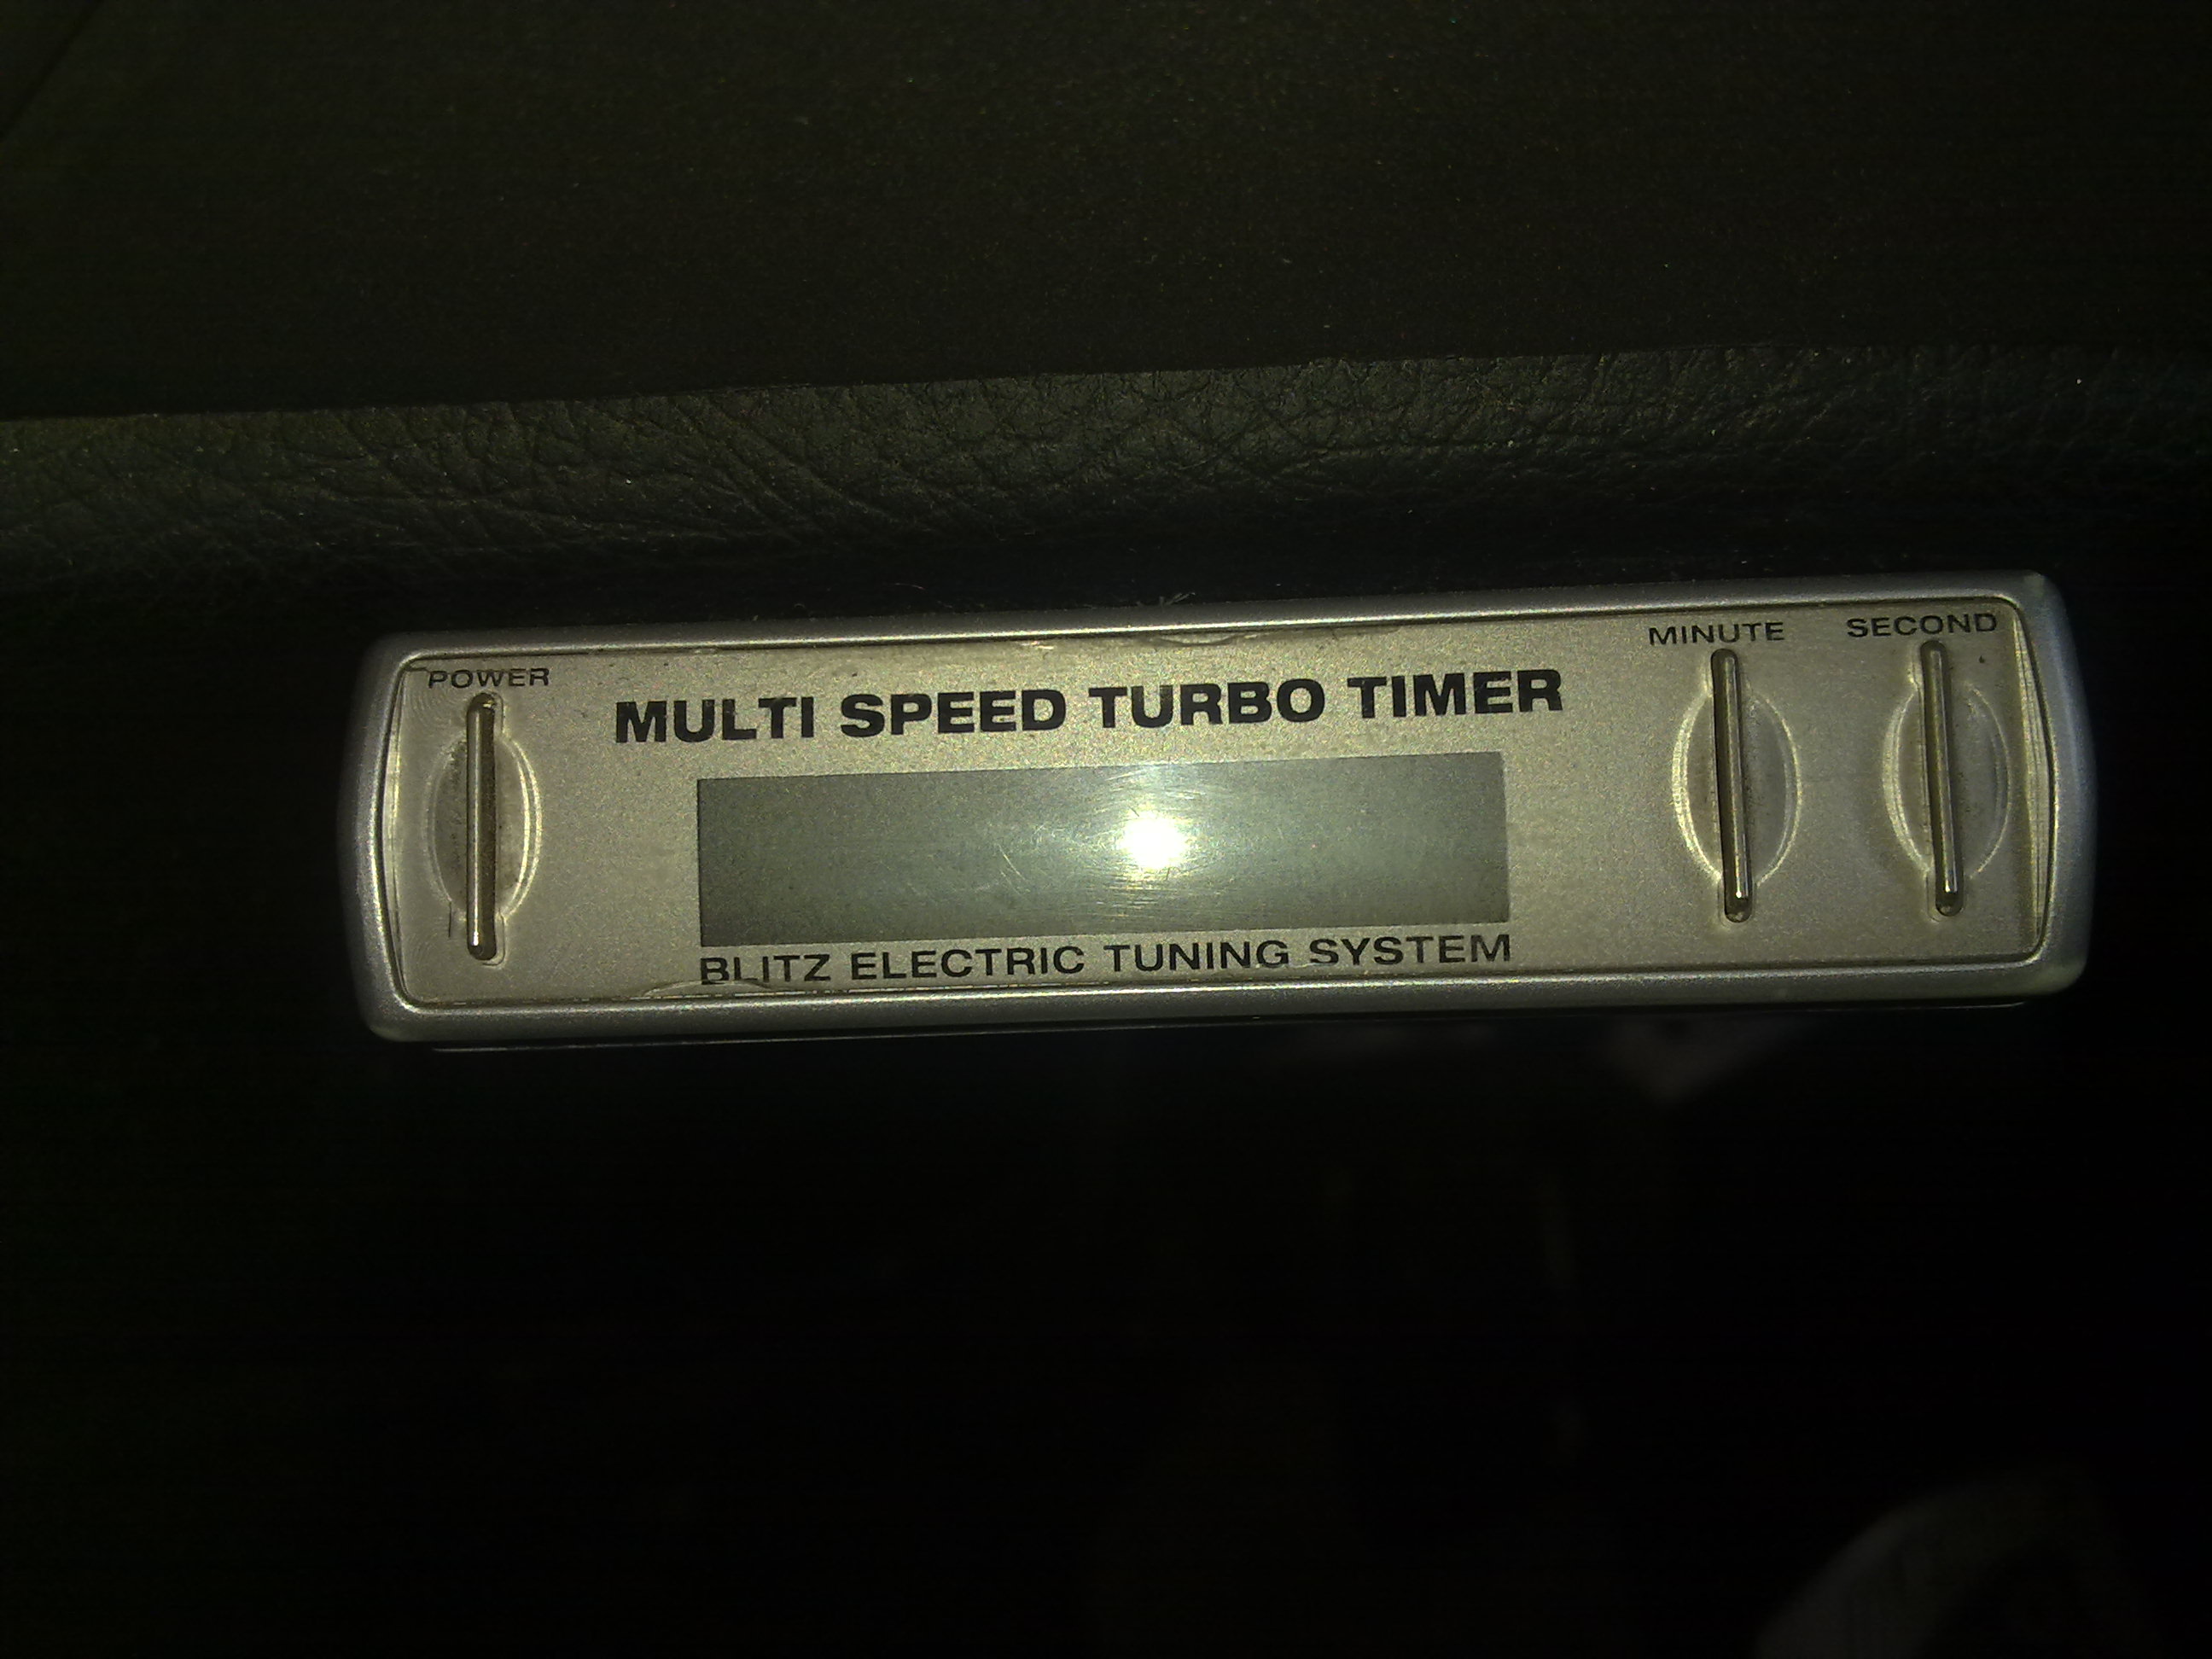 POWER
MULTI SPEED TURBO TIMER
MINUTE
SECOND
BLITZ ELECTRIC TUNING SYSTEM